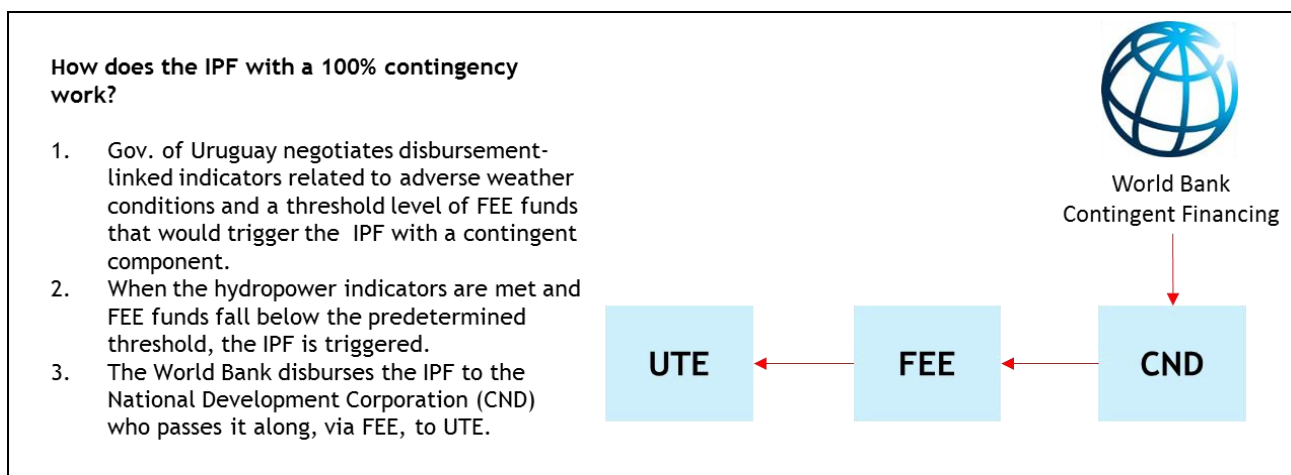 How does the IPF with a 100% contingency
work?
1. Gov. of Uruguay negotiates disbursement-
linked indicators related to adverse weather
conditions and a threshold level of FEE funds
that would trigger the IPF with a contingent
component.
2. When the hydropower indicators are met and
FEE funds fall below the predetermined
threshold, the IPF is triggered.
3. The World Bank disburses the IPF to the
National Development Corporation (CND)
who passes it along, via FEE, to UTE.
World Bank
Contingent Financing
UTE
FEE
CND